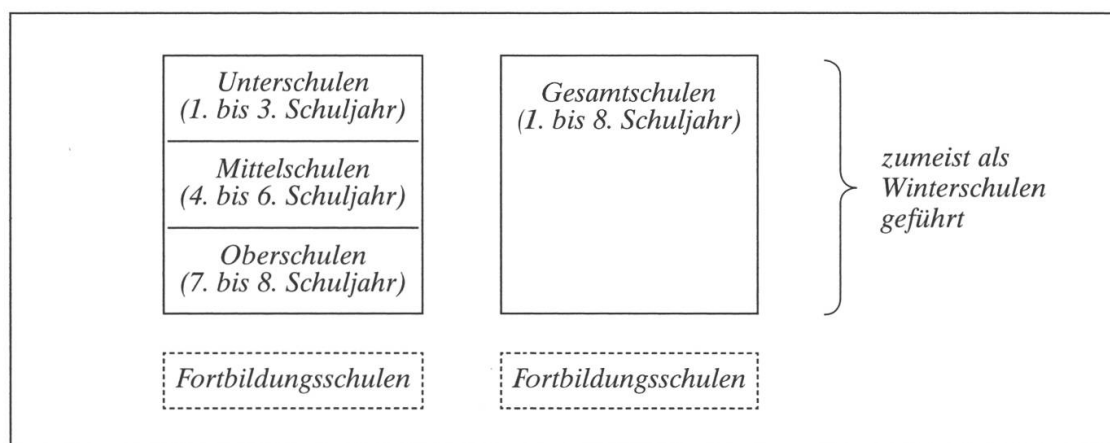 Unterschulen
(1. bis 3. Schuljahr)
Mittelschulen
(4. bis 6. Schuljahr)
Oberschulen
(7. bis 8. Schuljahr)
Fortbildungsschulen
Gesamtschulen
(1. bis 8. Schuljahr)
Fortbildungsschulen
zumeist als
Winterschulen
geführt